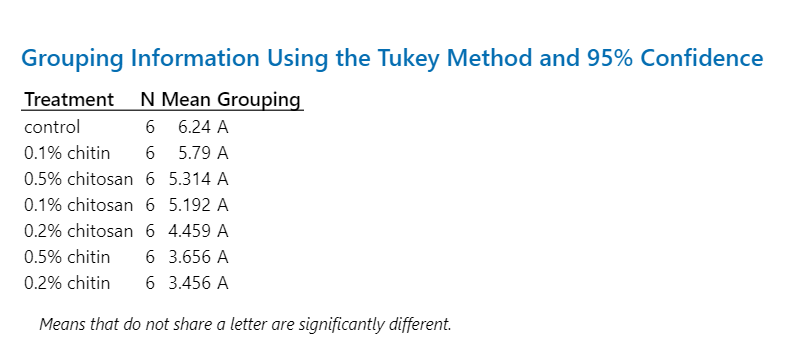 Grouping Information Using the Tukey Method and 95% Confidence
Treatment N Mean Grouping
control 6 6.24 A
0.1% chitin 6 5.79 A
0.5% chitosan 6 5.314 A
0.1% chitosan 6 5.192 A
0.2% chitosan 6 4.459 A
0.5% chitin 6 3.656 A
0.2% chitin 6 3.456 A
Means that do not share a letter are significantly different.